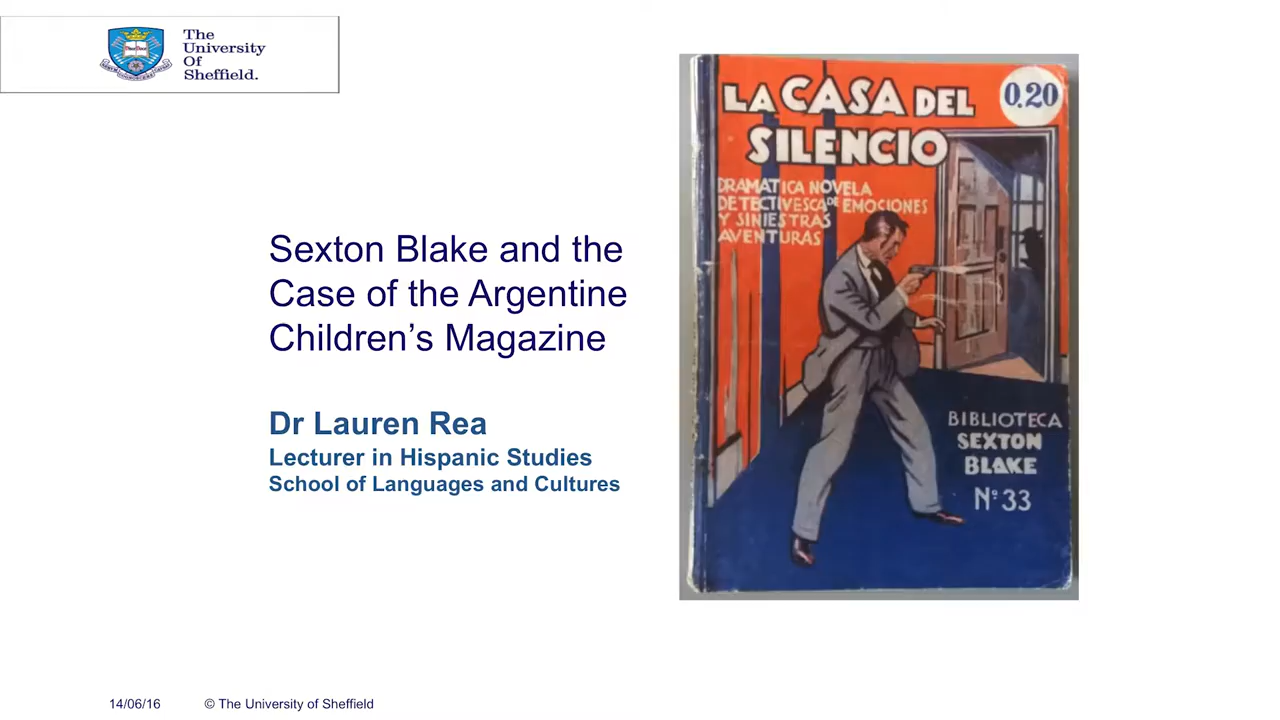 The
University
Of
Sheffield.
Sexton Blake and the
Case of the Argentine
Children’s Magazine
Dr Lauren Rea
Lecturer in Hispanic Studies
School of Languages and Cultures
LA CASA DEL
SILENCIO
0.20
DRAMATICA NOVELA
DETECTIVESCA DE EMOCIONES
Y SINIESTRAS
AVENTURAS
BIBLIOTECA
SEXTON
BLAKE
Nº 33
14/06/16
© The University of Sheffield